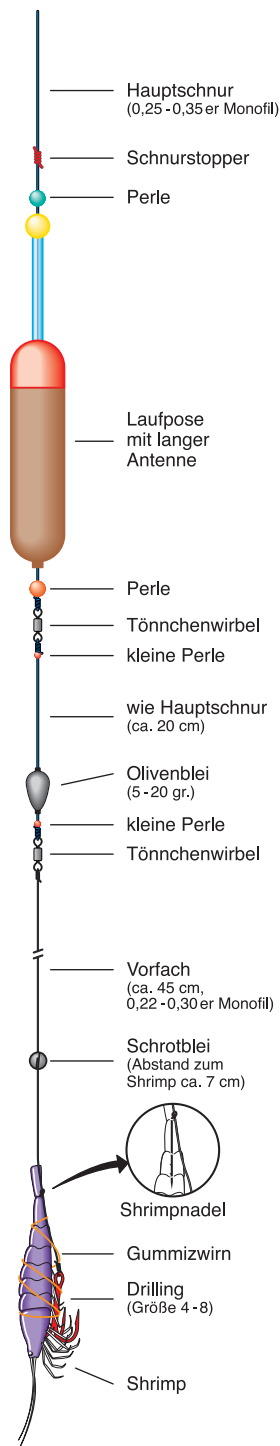 Hauptschnur
(0,25 - 0,35 er Monofil)
Schnurstopper
Perle
Laufpose
mit langer
Antenne
Perle
Tönnchenwirbel
kleine Perle
wie Hauptschnur
(ca. 20 cm)
Olivenblei
(5 - 20 gr.)
kleine Perle
Tönnchenwirbel
Vorfach
(ca. 45 cm,
0,22 - 0,30 er Monofil)
Schrotblei
(Abstand zum
Shrimp ca. 7 cm)
Shrimpnadel
Gummizwirn
Drilling
(Größe 4 - 8)
Shrimp